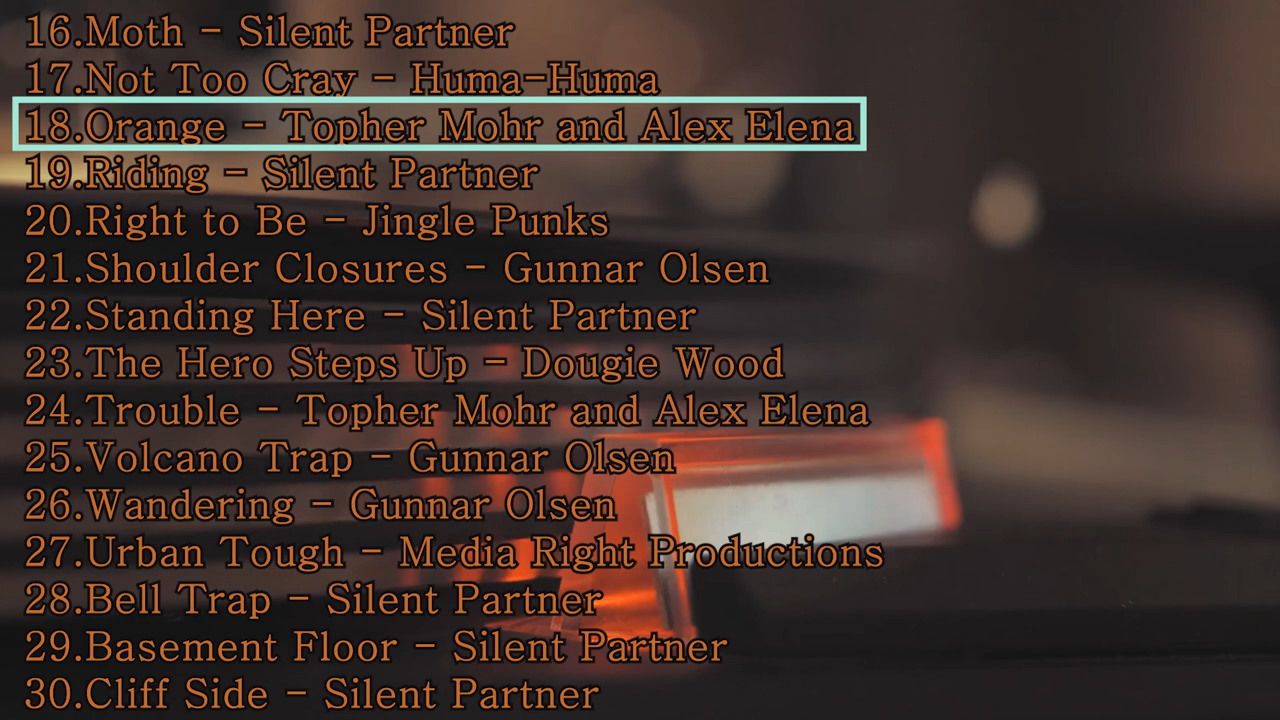 16.Moth - Silent Partner
17.Not Too Cray - Huma-Huma
18.Orange - Topher Mohr and Alex Elena
19.Riding - Silent Partner
20.Right to Be - Jingle Punks
21.Shoulder Closures - Gunnar Olsen
22.Standing Here - Silent Partner
23.The Hero Steps Up - Dougie Wood
24.Trouble - Topher Mohr and Alex Elena
25.Volcano Trap - Gunnar Olsen
26.Wandering - Gunnar Olsen
27.Urban Tough - Media Right Productions
28.Bell Trap - Silent Partner
29.Basement Floor - Silent Partner
30.Cliff Side - Silent Partner